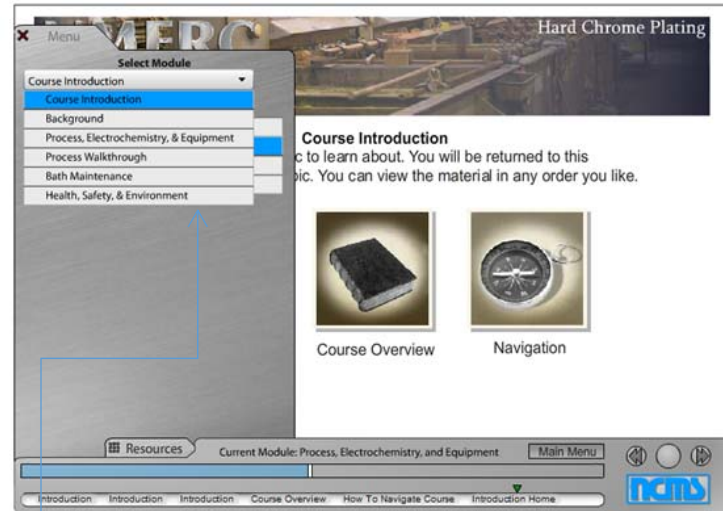 NMERC
Hard Chrome Plating
Menu
Select Module
Course Introduction
Course Introduction
Background
Process, Electrochemistry, & Equipment
Process Walkthrough
Bath Maintenance
Health, Safety, & Environment
Course Introduction
to learn about. You will be returned to this
You can view the material in any order you like.
Course Overview
Navigation
Resources
Current Module: Process, Electrochemistry, and Equipment
Main Menu
Introduction Introduction Introduction Course Overview How To Navigate Course Introduction Home
ncms